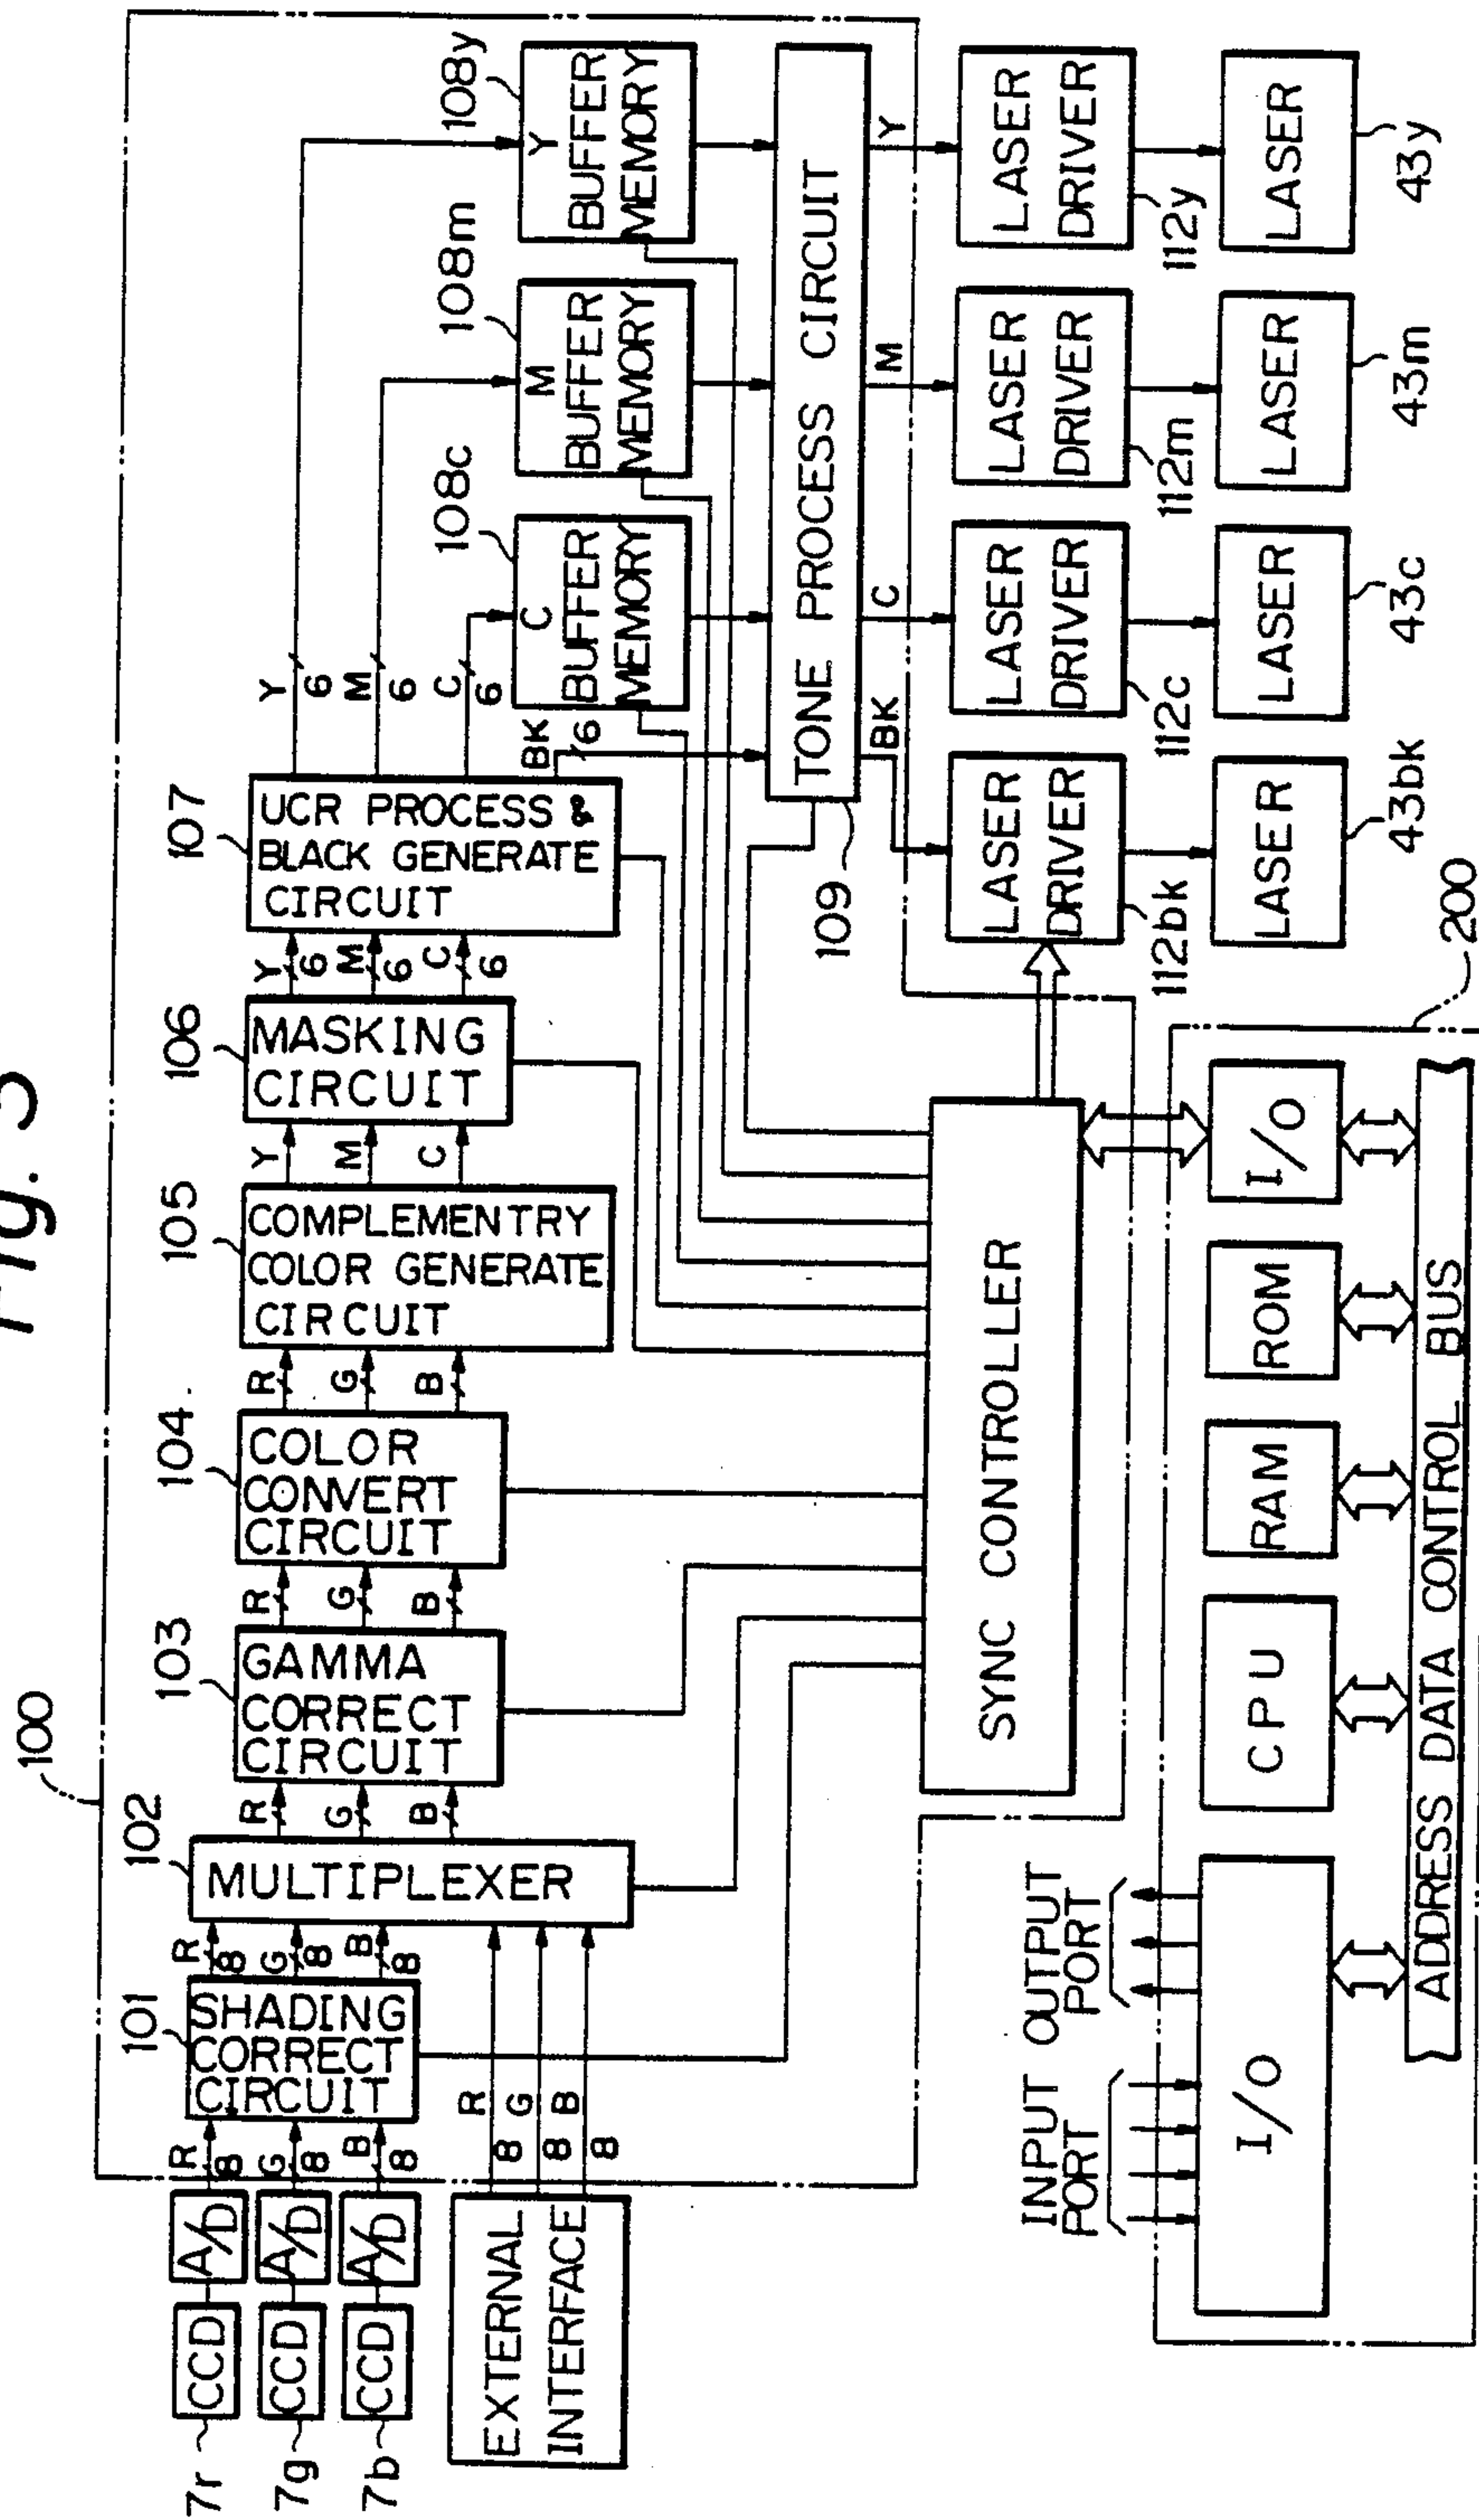 Fig. 3
100
101
102
103
104
105
106
107
108c
108m
108y
7r
7g
7b
CCD
CCD
CCD
A/D
A/D
A/D
R
8
G
8
B
8
SHADING
CORRECT
CIRCUIT
R
8
G
8
B
8
EXTERNAL
INTERFACE
R
8
G
8
B
8
MULTIPLEXER
R
G
B
GAMMA
CORRECT
CIRCUIT
R
G
B
COLOR
CONVERT
CIRCUIT
R
G
B
COMPLEMENTRY
COLOR GENERATE
CIRCUIT
Y
M
C
MASKING
CIRCUIT
Y
6
M
6
C
6
UCR PROCESS &
BLACK GENERATE
CIRCUIT
Y
6
M
6
C
6
BK
6
C
BUFFER
MEMORY
M
BUFFER
MEMORY
Y
BUFFER
MEMORY
TONE PROCESS CIRCUIT
109
BK
C
M
Y
SYNC CONTROLLER
LASER
DRIVER
LASER
DRIVER
LASER
DRIVER
LASER
DRIVER
112bk
112c
112m
112y
LASER
LASER
LASER
LASER
43bk
43c
43m
43y
200
INPUT
PORT
OUTPUT
PORT
I/O
CPU
RAM
ROM
I/O
ADDRESS DATA CONTROL BUS